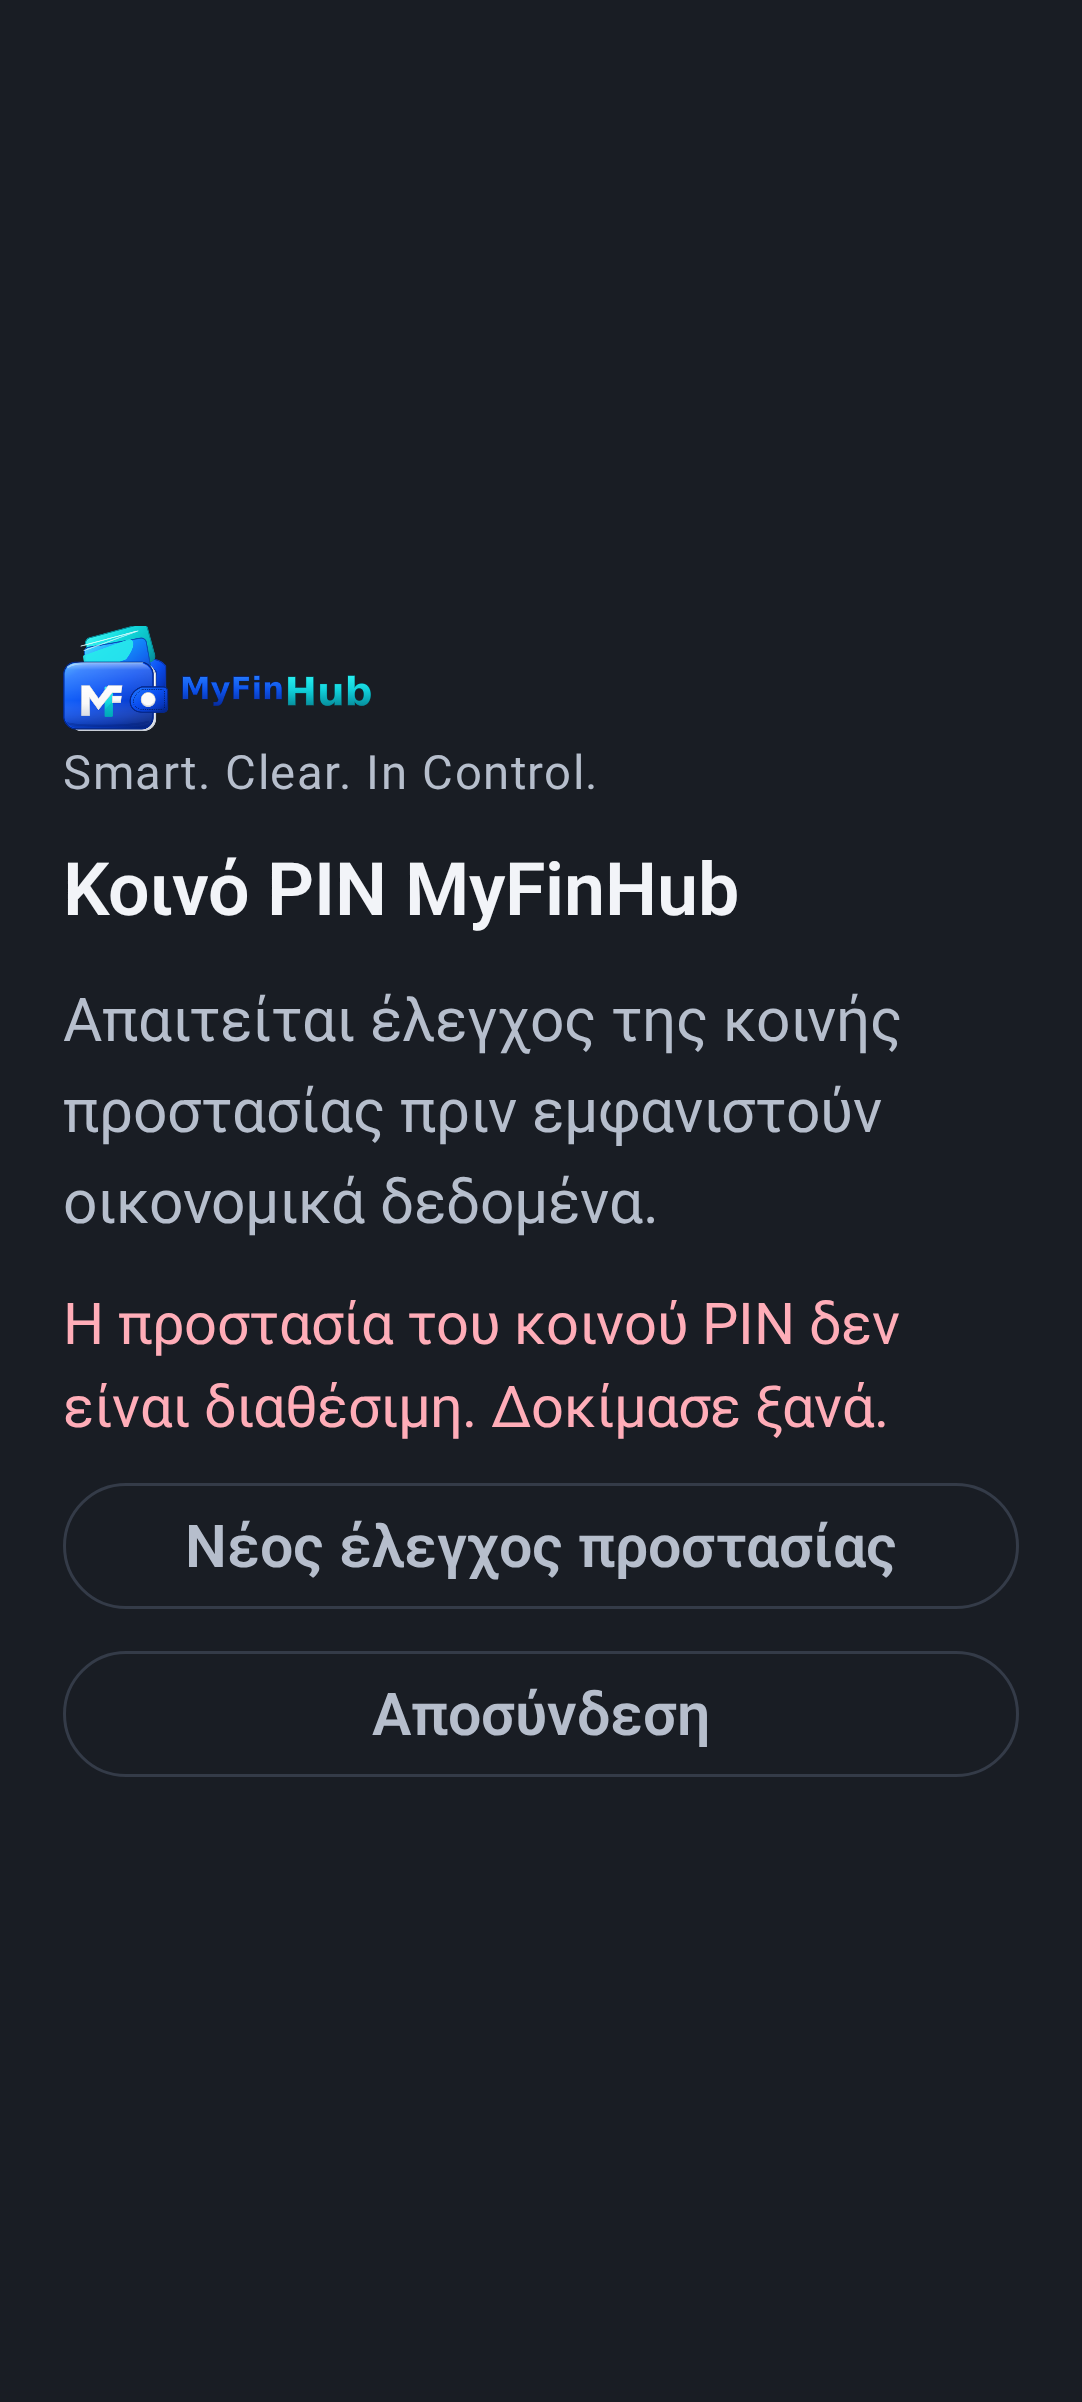 MyFinHub
Smart. Clear. In Control.
Κοινό PIN MyFinHub
Απαιτείται έλεγχος της κοινής
προστασίας πριν εμφανιστούν
οικονομικά δεδομένα.
Η προστασία του κοινού PIN δεν
είναι διαθέσιμη. Δοκίμασε ξανά.
Νέος έλεγχος προστασίας
Αποσύνδεση